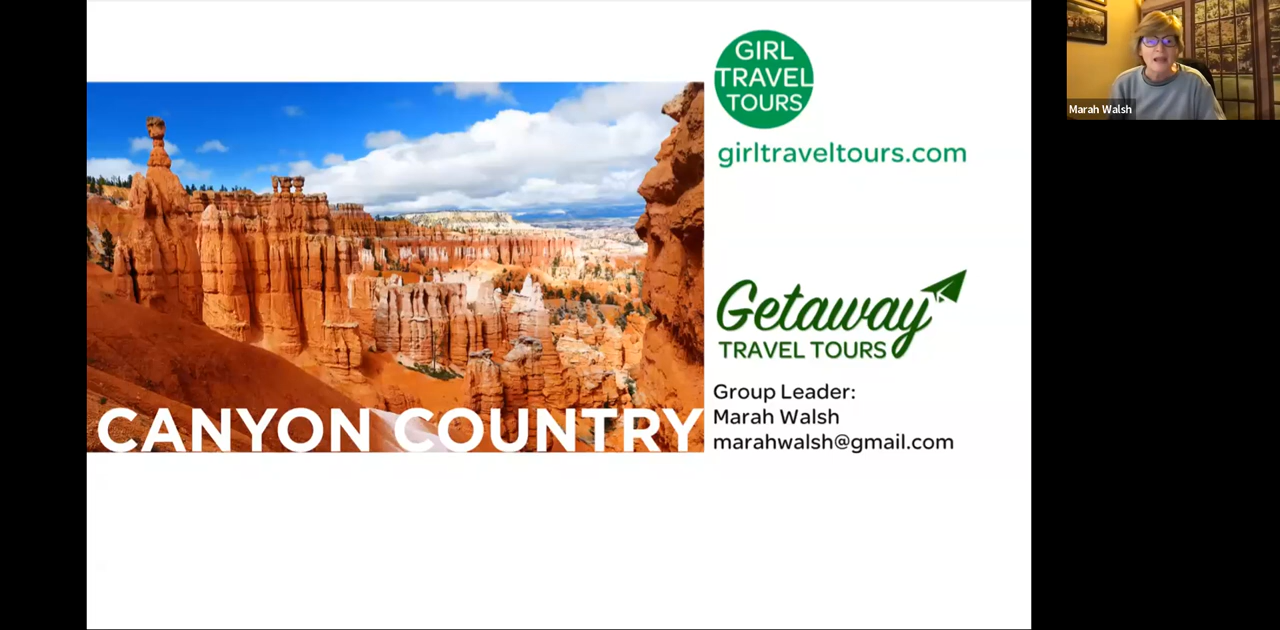 GIRL
TRAVEL
TOURS
girltraveltours.com
CANYON COUNTRY
Getaway
TRAVEL TOURS
Group Leader:
Marah Walsh
marahwalsh@gmail.com
Marah Walsh